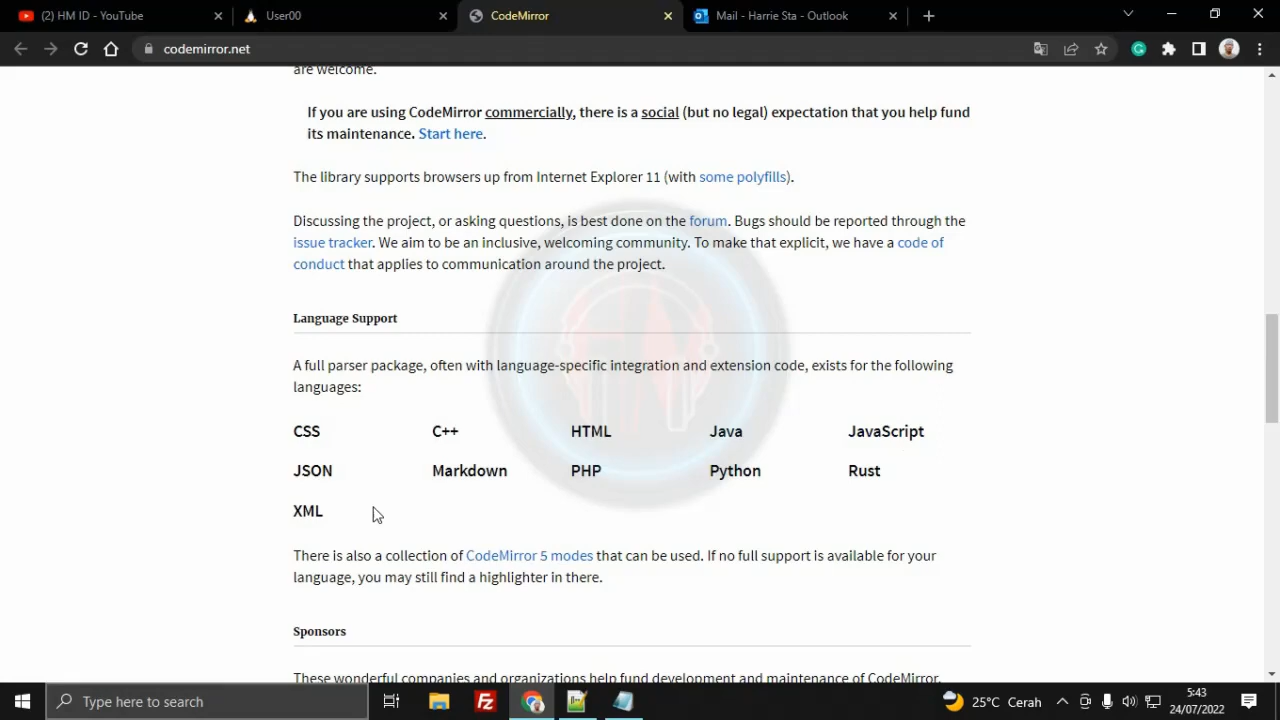 (2) HM ID - YouTube
User00
CodeMirror
Mail - Harrie Sta - Outlook
codemirror.net
are welcome.
If you are using CodeMirror commercially, there is a social (but no legal) expectation that you help fund
its maintenance. Start here.
The library supports browsers up from Internet Explorer 11 (with some polyfills).
Discussing the project, or asking questions, is best done on the forum. Bugs should be reported through the
issue tracker. We aim to be an inclusive, welcoming community. To make that explicit, we have a code of
conduct that applies to communication around the project.
Language Support
A full parser package, often with language-specific integration and extension code, exists for the following
languages:
CSS C++ HTML Java JavaScript
JSON Markdown PHP Python Rust
XML
There is also a collection of CodeMirror 5 modes that can be used. If no full support is available for your
language, you may still find a highlighter in there.
Sponsors
These wonderful companies and organizations help fund development and maintenance of CodeMirror.
Type here to search
25°C Cerah
5:43
24/07/2022